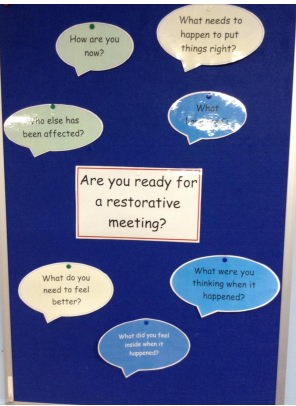 How are you
now?
What needs to
happen to put
things right?
Who else has
been affected?
What
Are you ready for
a restorative
meeting?
What do you
need to feel
better?
What were you
thinking when it
happened?
What did you feel
inside when it
happened?